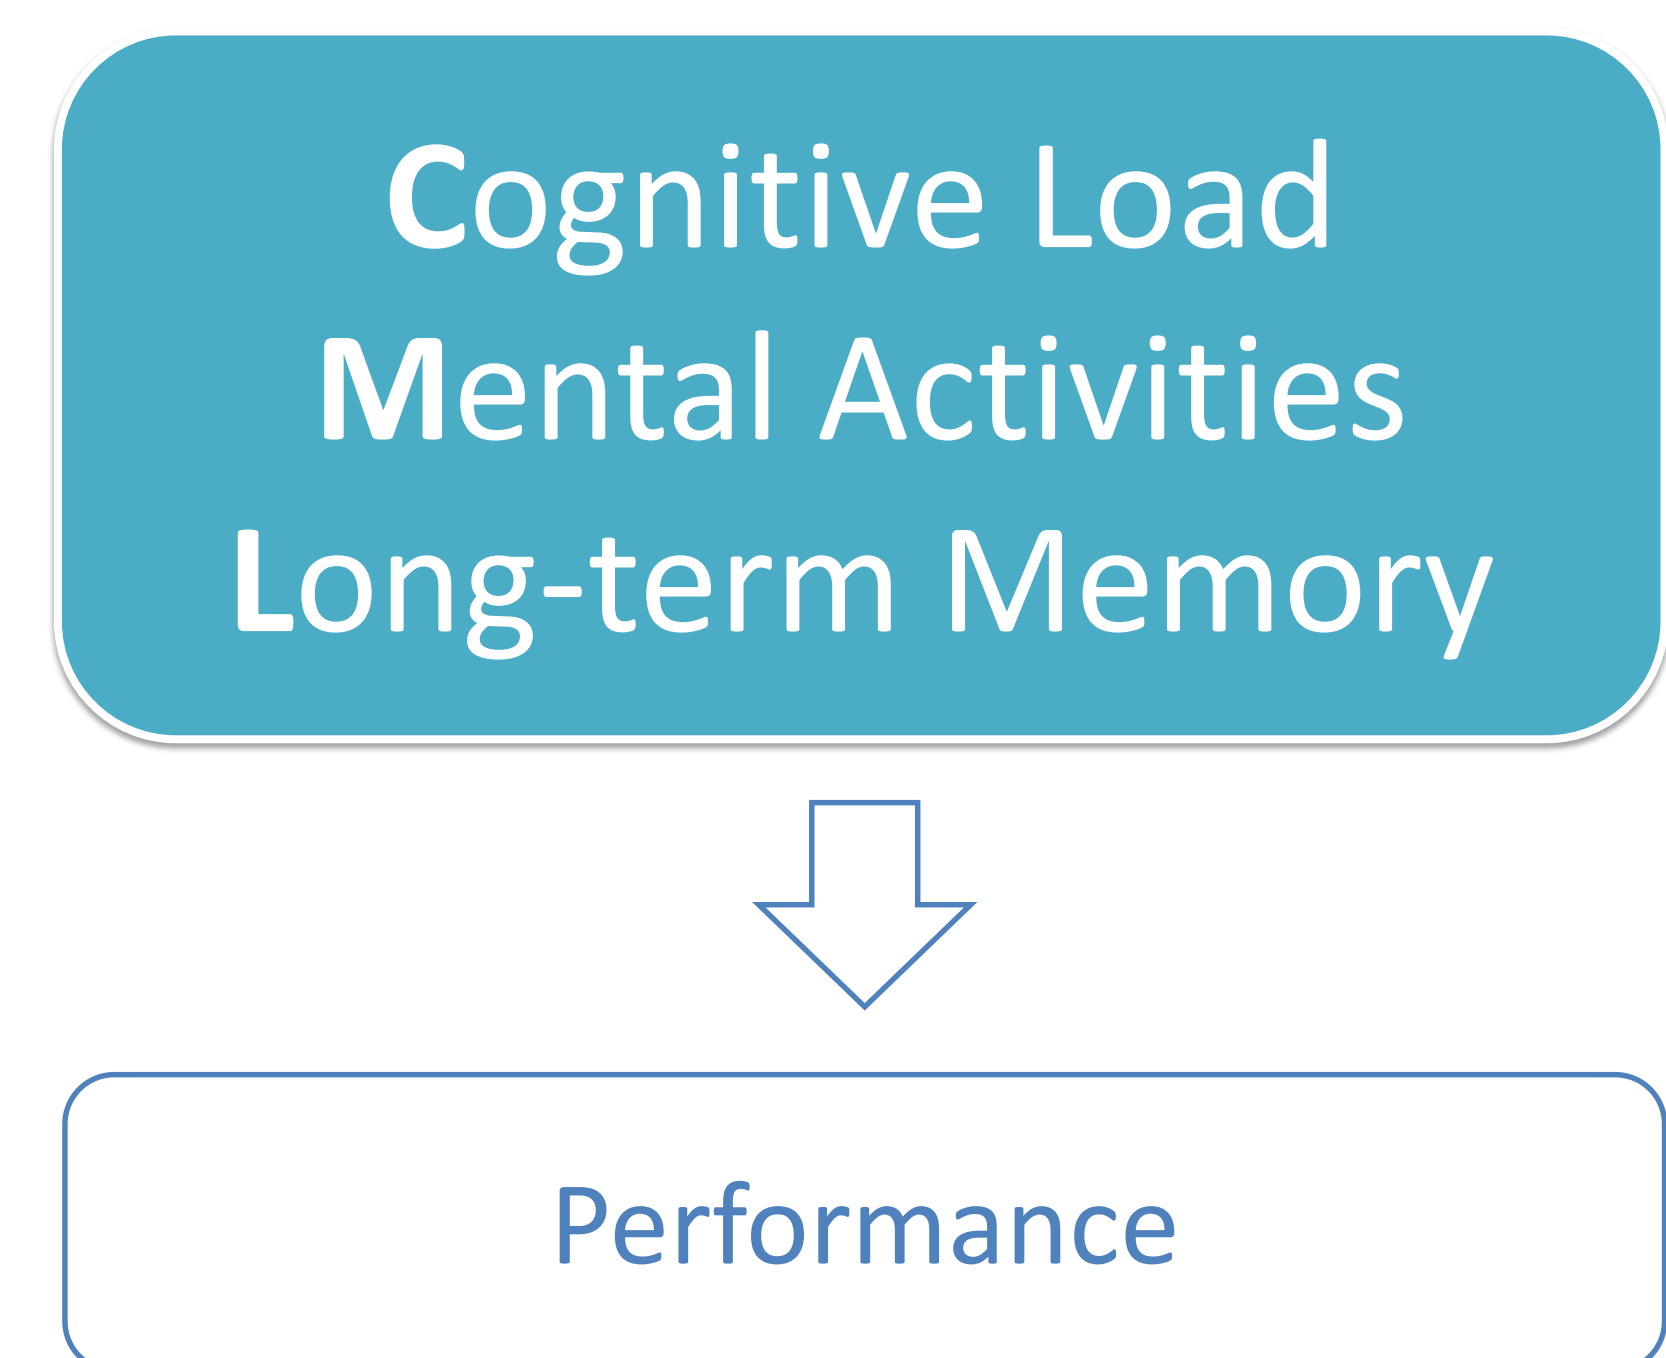 Cognitive Load
Mental Activities
Long-term Memory
Performance